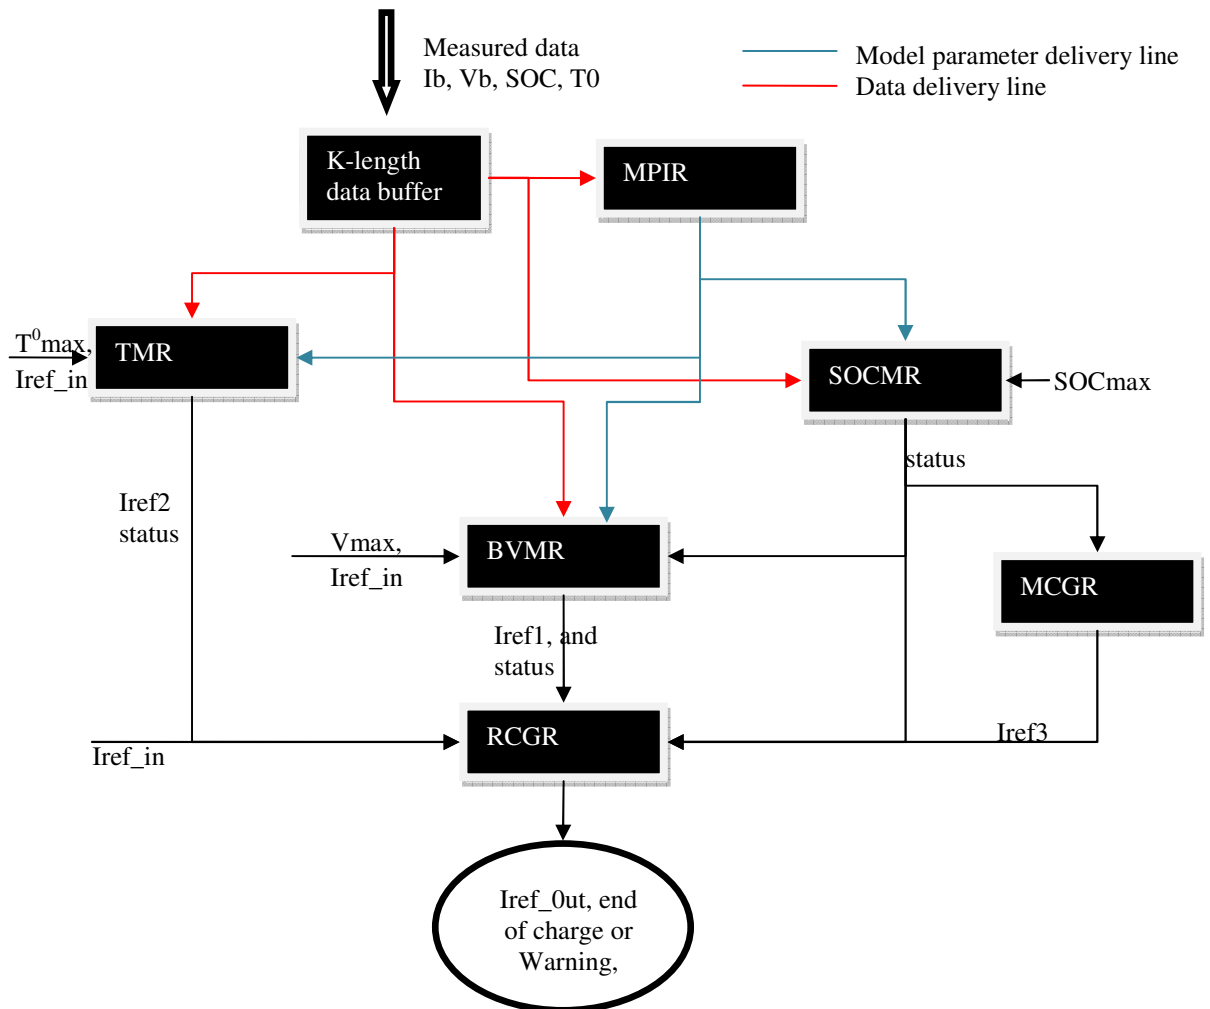 Measured data
Ib, Vb, SOC, T0
Model parameter delivery line
Data delivery line
K-length
data buffer
MPIR
T⁰max,
Iref_in
TMR
SOCMR
SOCmax
status
Iref2
status
Vmax,
Iref_in
BVMR
MCGR
Iref1, and
status
Iref_in
RCGR
Iref3
Iref_0ut, end
of charge or
Warning,